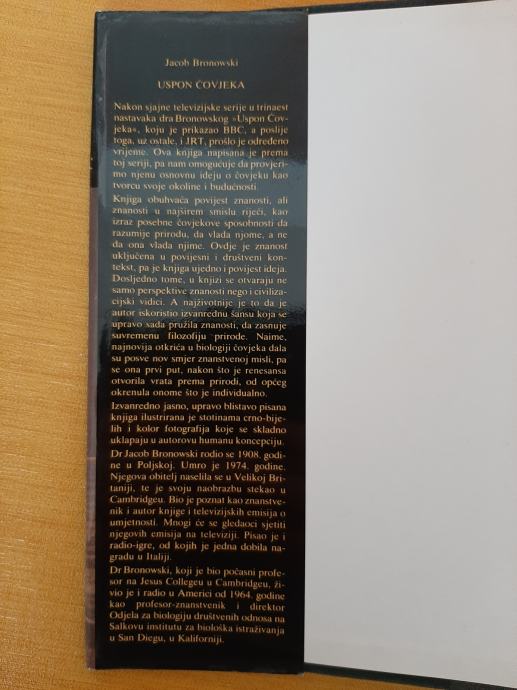 Jacob Bronowski
USPON ČOVJEKA
Nakon sjajne televizijske serije u trinaest
nastavaka dra Bronowskog »Uspon Čov-
jeka«, koju je prikazao BBC, a poslije
toga, uz ostale, i JRT, prošlo je određeno
vrijeme. Ova knjiga napisana je prema
toj seriji, pa nam omogućuje da provjeri-
mo njenu osnovnu ideju o čovjeku kao
tvorcu svoje okoline i budućnosti.
Knjiga obuhvaća povijest znanosti, ali
znanosti u najširem smislu riječi, kao
izraz posebne čovjekove sposobnosti da
razumije prirodu, da vlada njome, a ne
da ona vlada njime. Ovdje je znanost
uključena u povijesni i društveni kon-
tekst, pa je knjiga ujedno i povijest ideja.
Dosljedno tome, u knjizi se otvaraju ne
samo perspektive znanosti nego i civiliza-
cijski vidici. A najživotnije je to da je
autor iskoristio izvanrednu šansu koja se
upravo sada pružila znanosti, da zasnuje
suvremenu filozofiju prirode. Naime,
najnovija otkrića u biologiji čovjeka dala
su posve nov smjer znanstvenoj misli, pa
se ona prvi put, nakon što je renesansa
otvorila vrata prema prirodi, od općeg
okrenula onome što je individualno.
Izvanredno jasno, upravo blistavo pisana
knjiga ilustrirana je stotinama crno-bije-
lih i kolor fotografija koje se skladno
uklapaju u autorovu humanu koncepciju.
Dr Jacob Bronowski rodio se 1908. godi-
ne u Poljskoj. Umro je 1974. godine.
Njegova obitelj naselila se u Velikoj Bri-
taniji, te je svoju naobrazbu stekao u
Cambridgeu. Bio je poznat kao znanstve-
nik i autor knjige i televizijskih emisija o
umjetnosti. Mnogi će se gledaoci sjetiti
njegovih emisija na televiziji. Pisao je i
radio-igre, od kojih je jedna dobila na-
gradu u Italiji.
Dr Bronowski, koji je bio počasni profe-
sor na Jesus Collegeu u Cambridgeu, ži-
vio je i radio u Americi od 1964. godine
kao profesor-znanstvenik i direktor
Odjela za biologiju društvenih odnosa na
Salkovu institutu za biološka istraživanja
u San Diegu, u Kaliforniji.